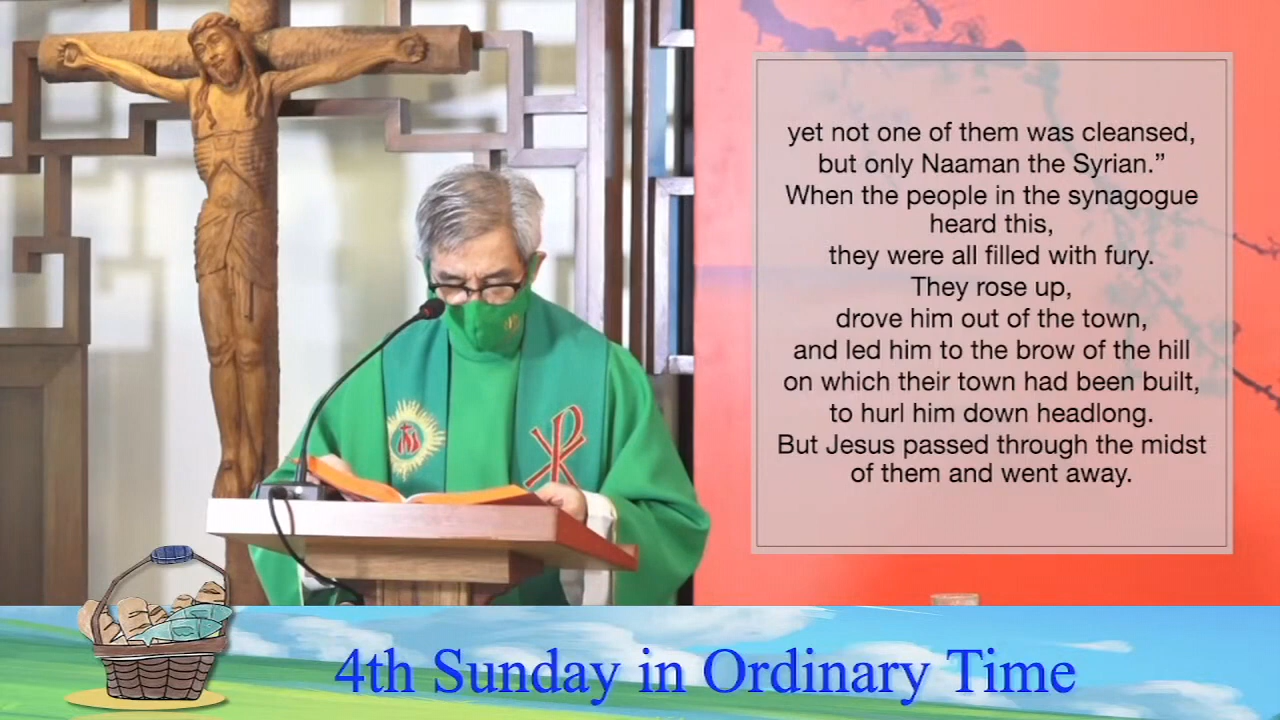 yet not one of them was cleansed,
but only Naaman the Syrian.”
When the people in the synagogue
heard this,
they were all filled with fury.
They rose up,
drove him out of the town,
and led him to the brow of the hill
on which their town had been built,
to hurl him down headlong.
But Jesus passed through the midst
of them and went away.
4th Sunday in Ordinary Time